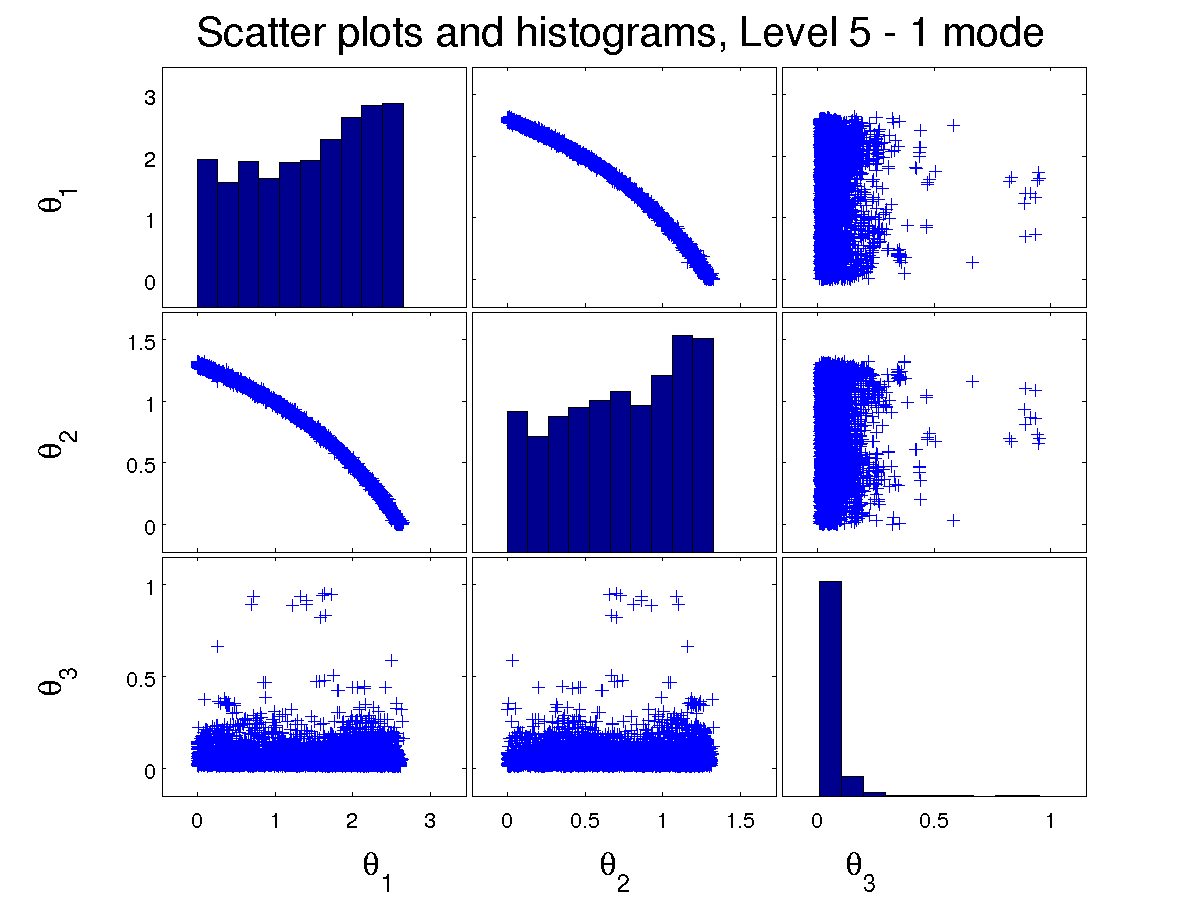 Scatter plots and histograms, Level 5 - 1 mode
3
2
1
0
θ1
1.5
1
0.5
0
θ2
1
0.5
0
θ3
0 1 2 3 0 0.5 1 1.5 0 0.5 1
θ1 θ2 θ3